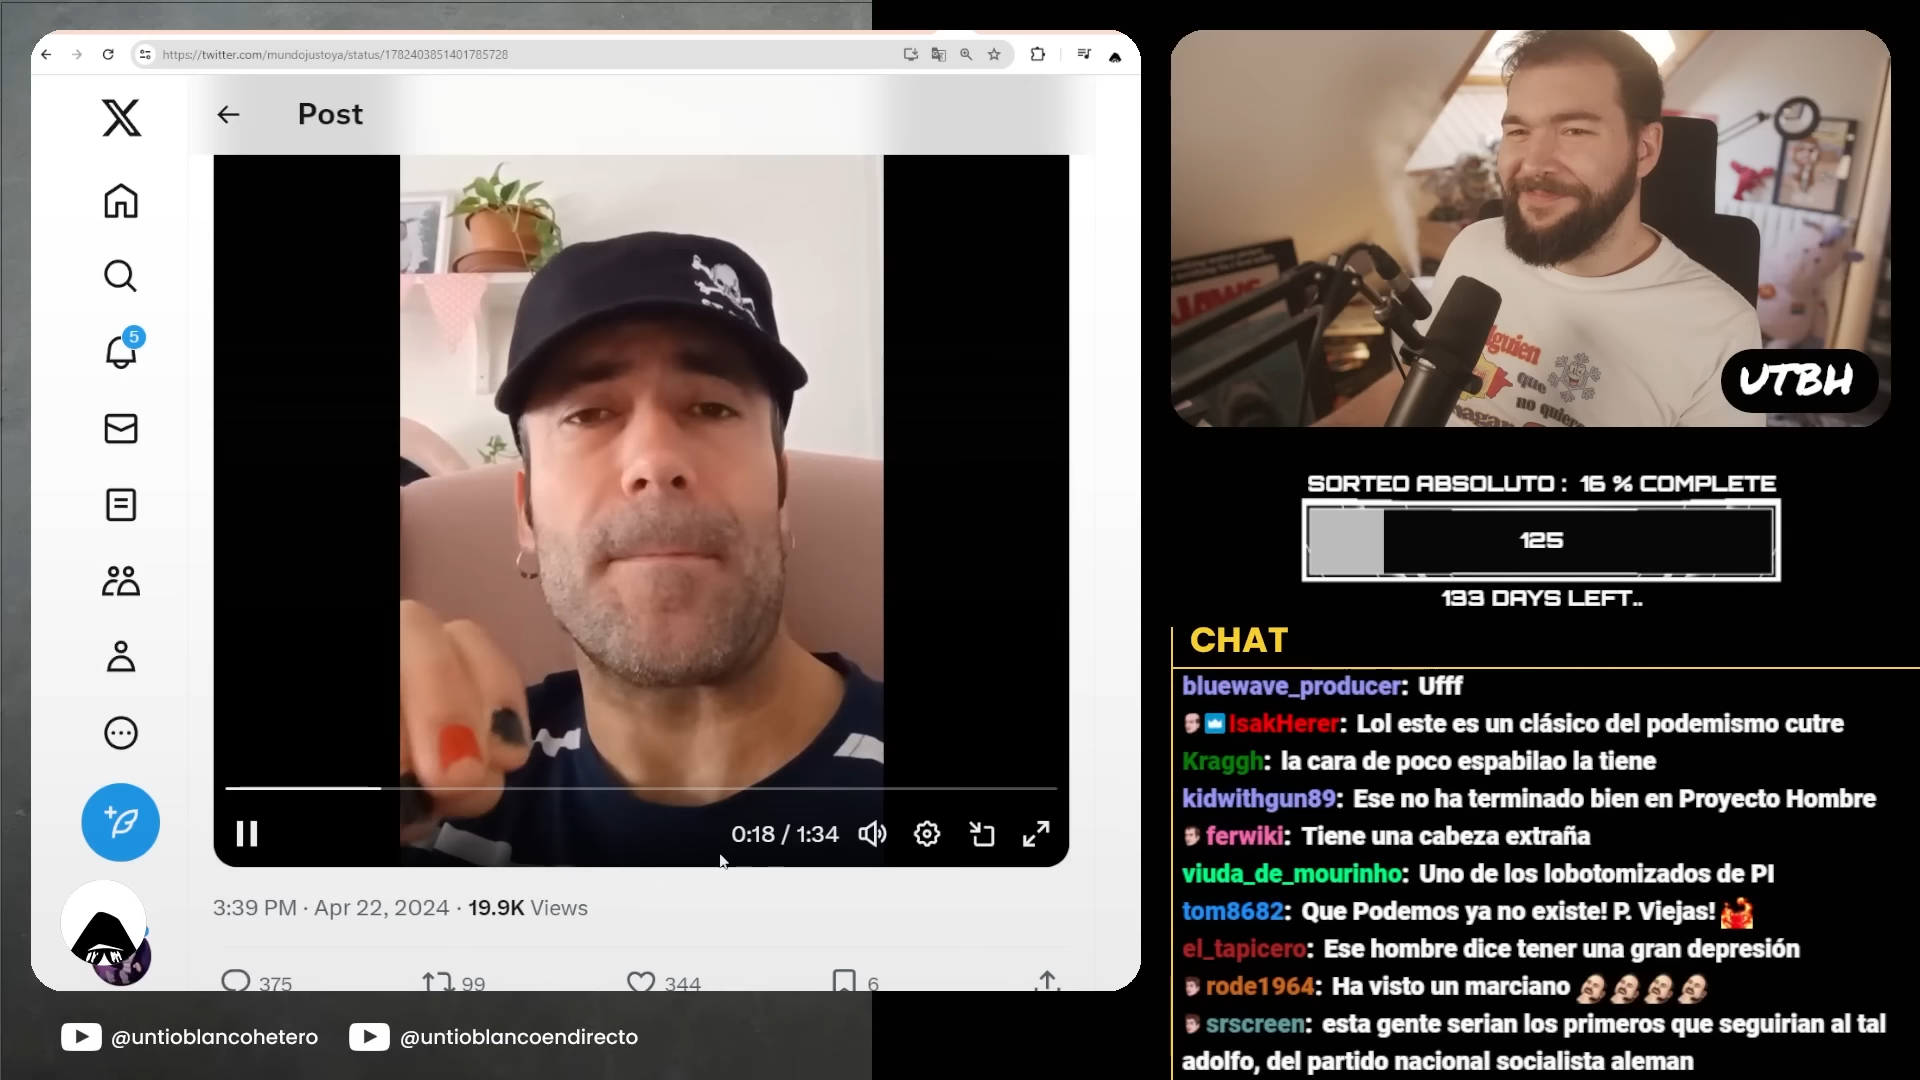 https://twitter.com/mundojustoya/status/1782403851401785728
Post
5
0:18 / 1:34
3:39 PM · Apr 22, 2024 · 19.9K Views
375
99
344
6
@untioblancohetero
@untioblancoendirecto
JAWS
alguien
que
no quiere
UTBH
SORTEO ABSOLUTO : 16 % COMPLETE
125
133 DAYS LEFT..
CHAT
bluewave_producer: Ufff
IsakHerer: Lol este es un clásico del podemismo cutre
Kraggh: la cara de poco espabilao la tiene
kidwithgun89: Ese no ha terminado bien en Proyecto Hombre
ferwiki: Tiene una cabeza extraña
viuda_de_mourinho: Uno de los lobotomizados de PI
tom8682: Que Podemos ya no existe! P. Viejas!
el_tapicero: Ese hombre dice tener una gran depresión
rode1964: Ha visto un marciano
srscreen: esta gente serian los primeros que seguirian al tal
adolfo, del partido nacional socialista aleman